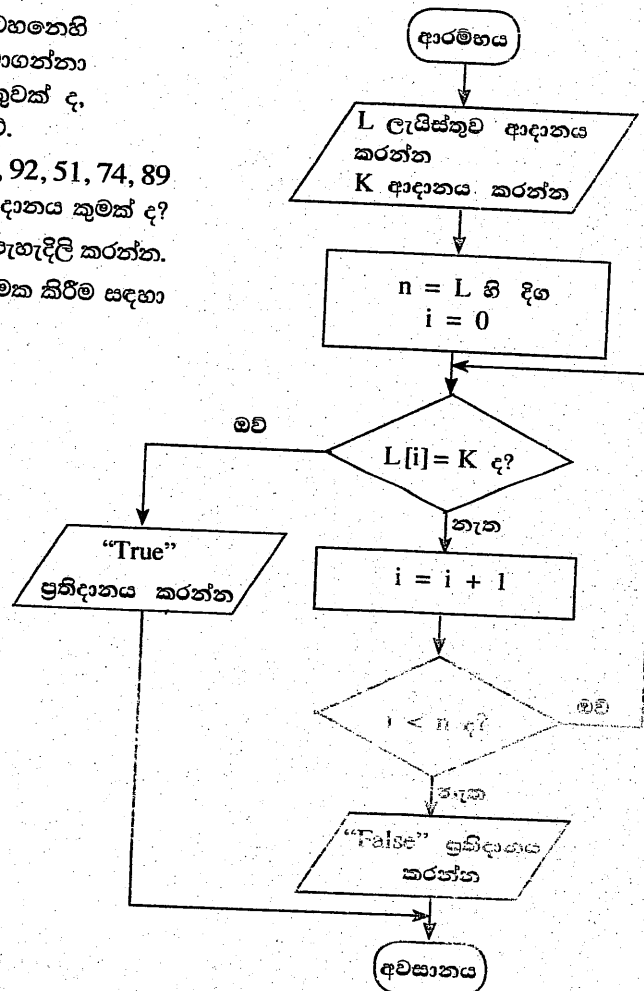 ආගන්නා
ක් ද,
, 92, 51, 74, 89
දානය කුමක් ද?
පැහැදිලි කරන්න.
මක කිරීම සඳහා
ආරම්භය
L ලැයිස්තුව ආදානය
කරන්න
K ආදානය කරන්න
n = L හි දිග
i = 0
ඔව්
L[i]= K ද?
නැත
“True”
ප්‍රතිදානය කරන්න
i = i + 1
i < n ද?
ඔව්
නැත
“False” ප්‍රතිදානය
කරන්න
අවසානය